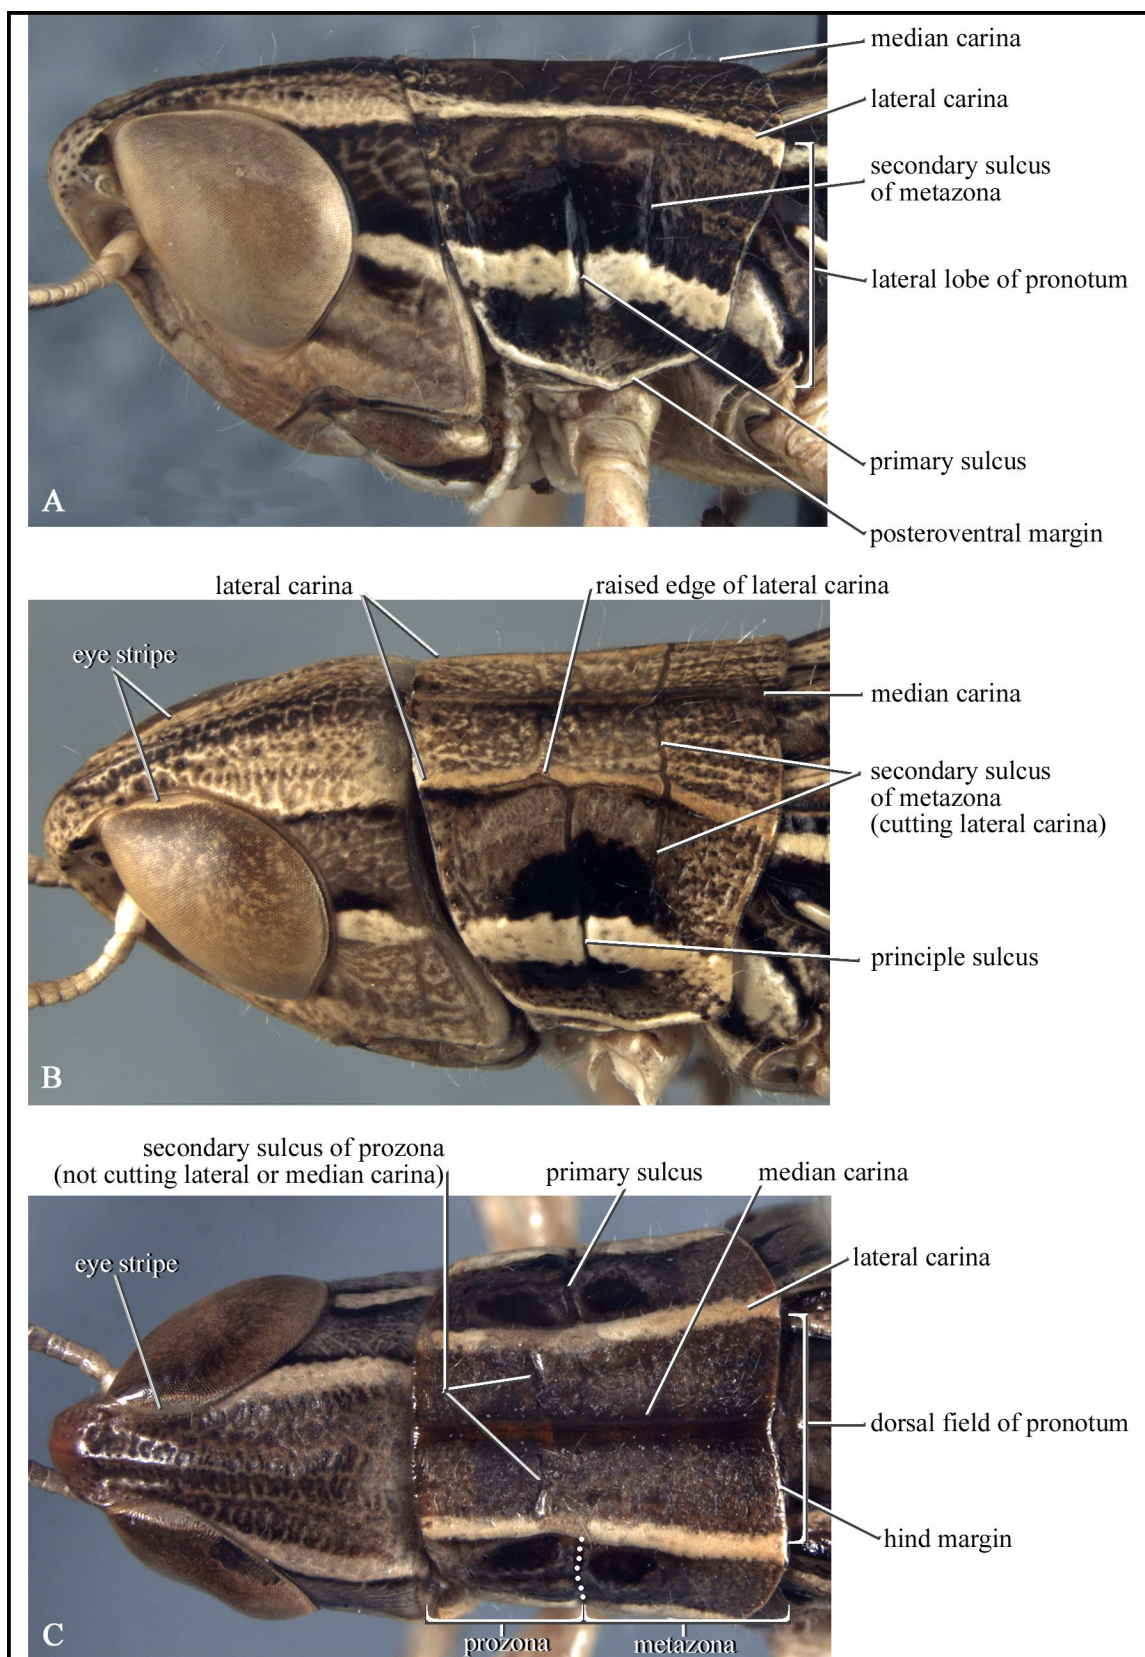 median carina
lateral carina
secondary sulcus
of metazona
lateral lobe of pronotum
primary sulcus
A
posteroventral margin
lateral carina
raised edge of lateral carina
eye stripe
median carina
secondary sulcus
of metazona
(cutting lateral carina)
principle sulcus
B
secondary sulcus of prozona
(not cutting lateral or median carina)
primary sulcus
median carina
eye stripe
lateral carina
dorsal field of pronotum
hind margin
C
prozona
metazona